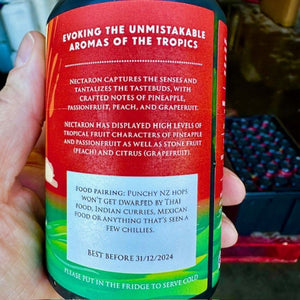 EVOKING THE UNMISTAKABLE
AROMAS OF THE TROPICS
NECTARON CAPTURES THE SENSES AND
TANTALIZES THE TASTEBUDS, WITH
CRAFTED NOTES OF PINEAPPLE,
PASSIONFRUIT, PEACH, AND GRAPEFRUIT.
NECTARON HAS DISPLAYED HIGH LEVELS OF
TROPICAL FRUIT CHARACTERS OF PINEAPPLE
AND PASSIONFRUIT AS WELL AS STONE FRUIT
(PEACH) AND CITRUS (GRAPEFRUIT).
FOOD PAIRING: PUNCHY NZ HOPS
WON'T GET DWARFED BY THAI
FOOD, INDIAN CURRIES, MEXICAN
FOOD OR ANYTHING THAT'S SEEN A
FEW CHILLIES.
BEST BEFORE 31/12/2024
PLEASE PUT IN THE FRIDGE TO SERVE COLD